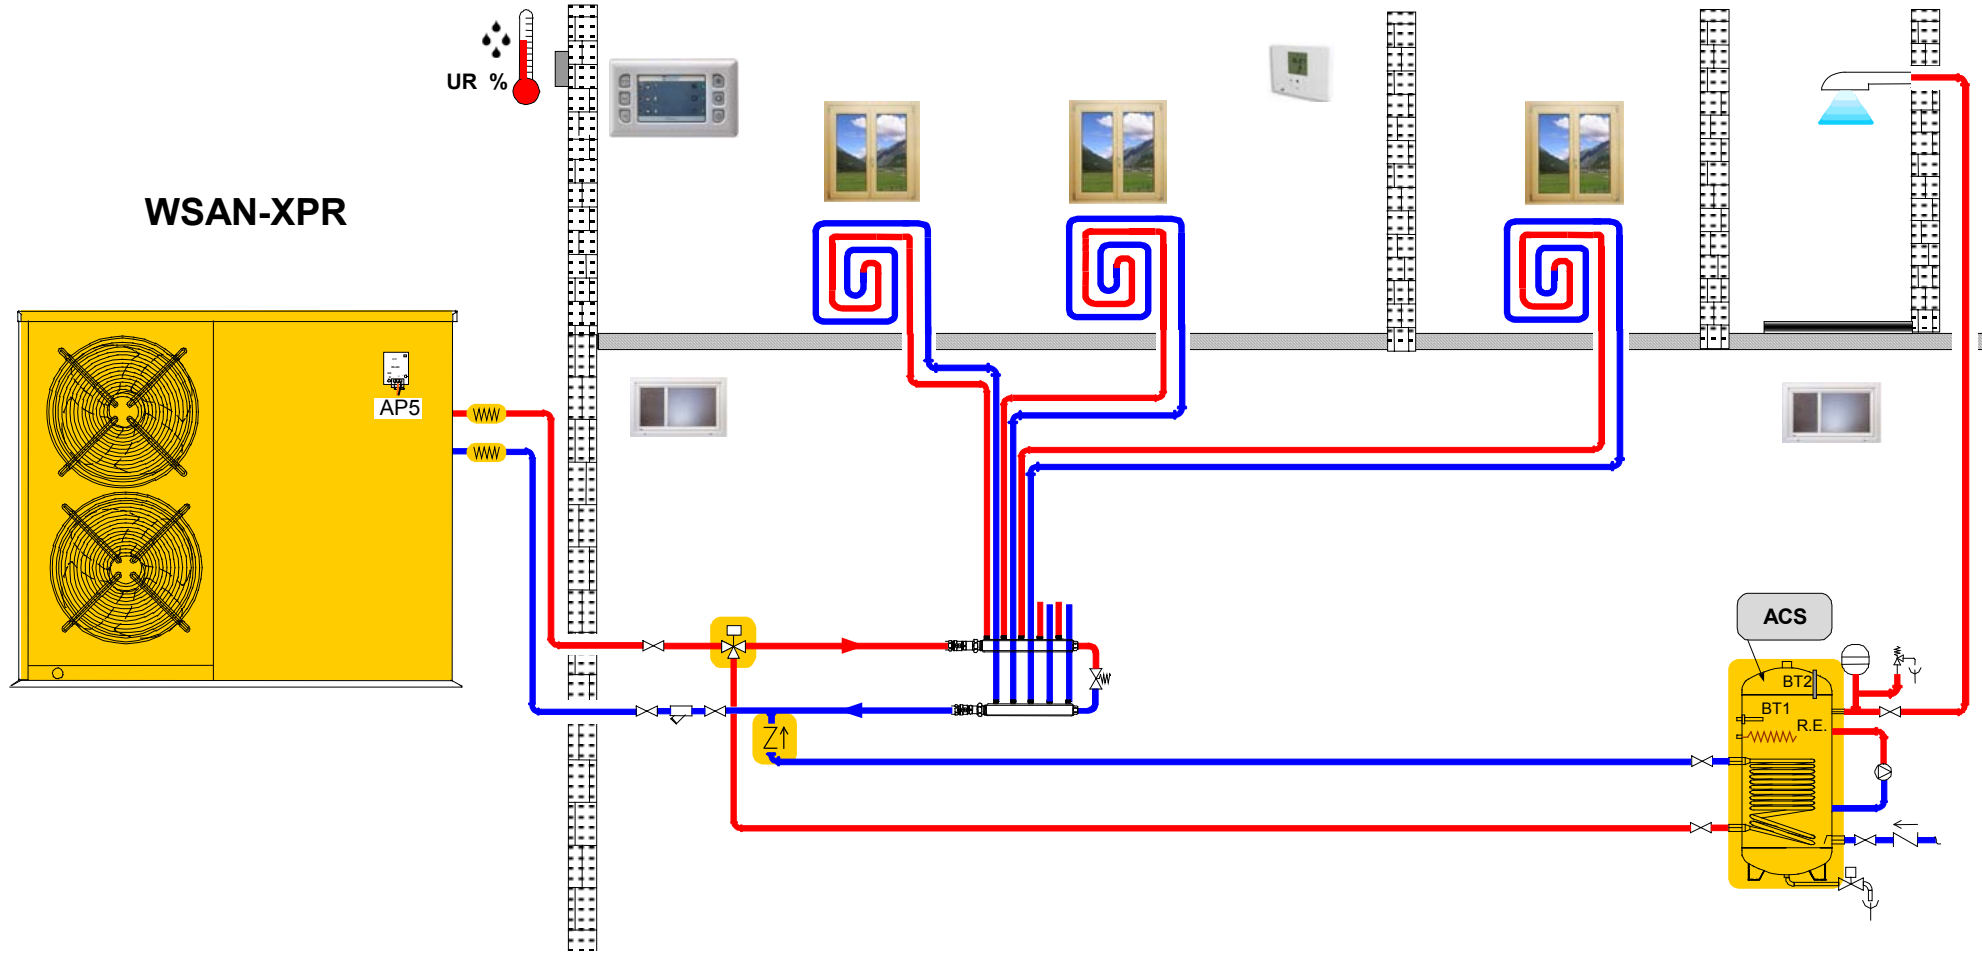 UR %
WSAN-XPR
AP5
ACS
BT2
BT1
R.E.